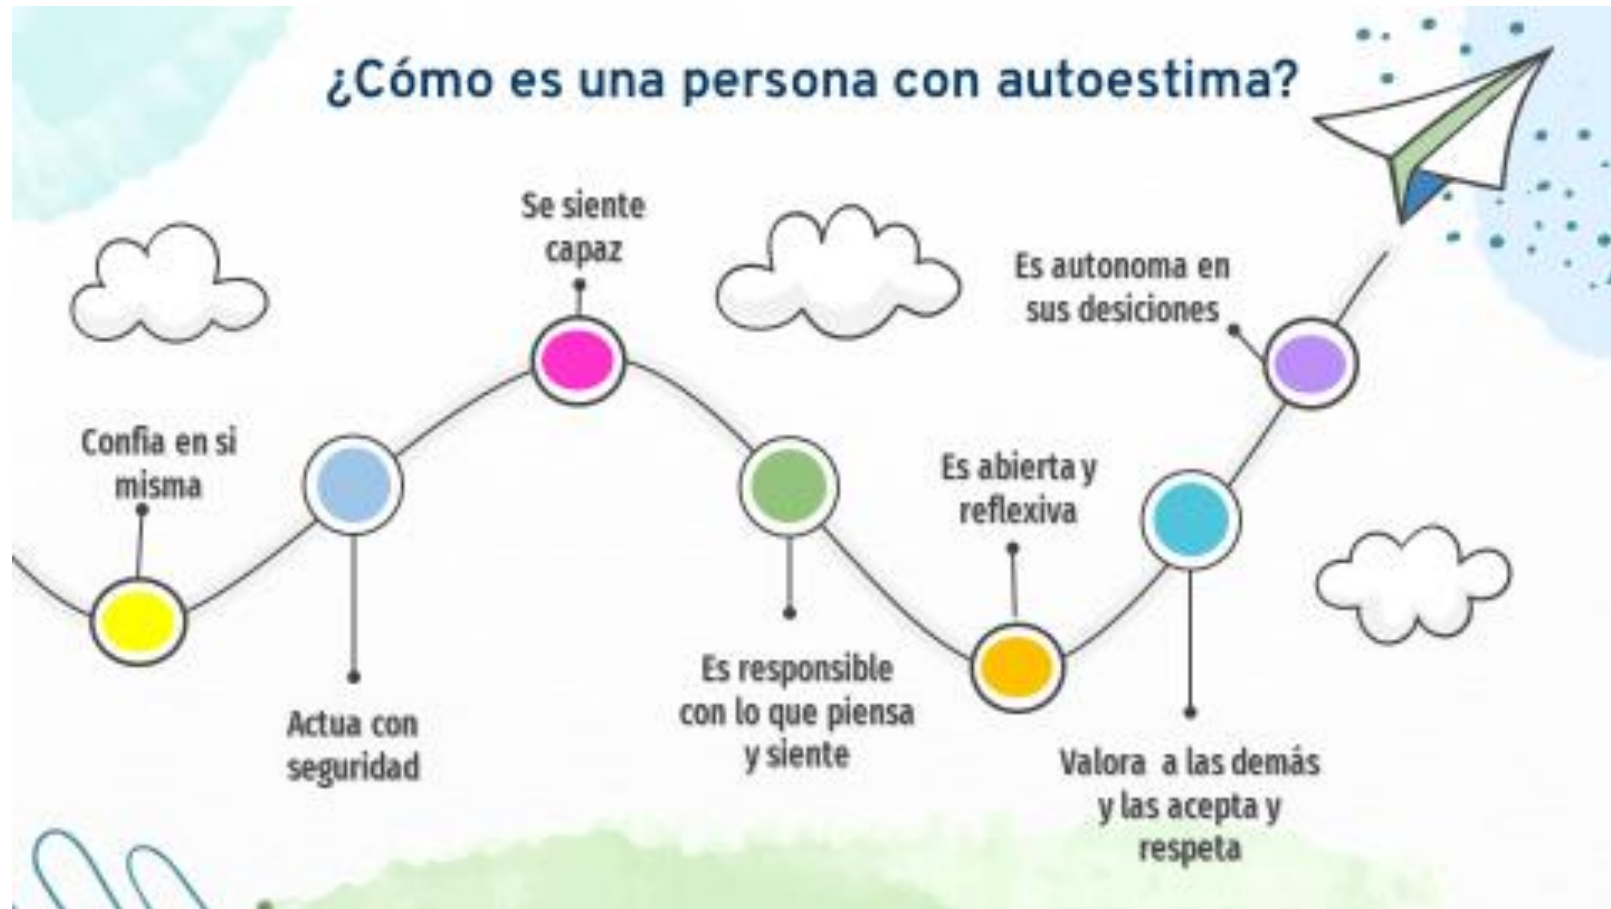 ¿Cómo es una persona con autoestima?
Confia en si
misma
Actua con
seguridad
Se siente
capaz
Es responsible
con lo que piensa
y siente
Es abierta y
reflexiva
Valora a las demás
y las acepta y
respeta
Es autonoma en
sus desiciones